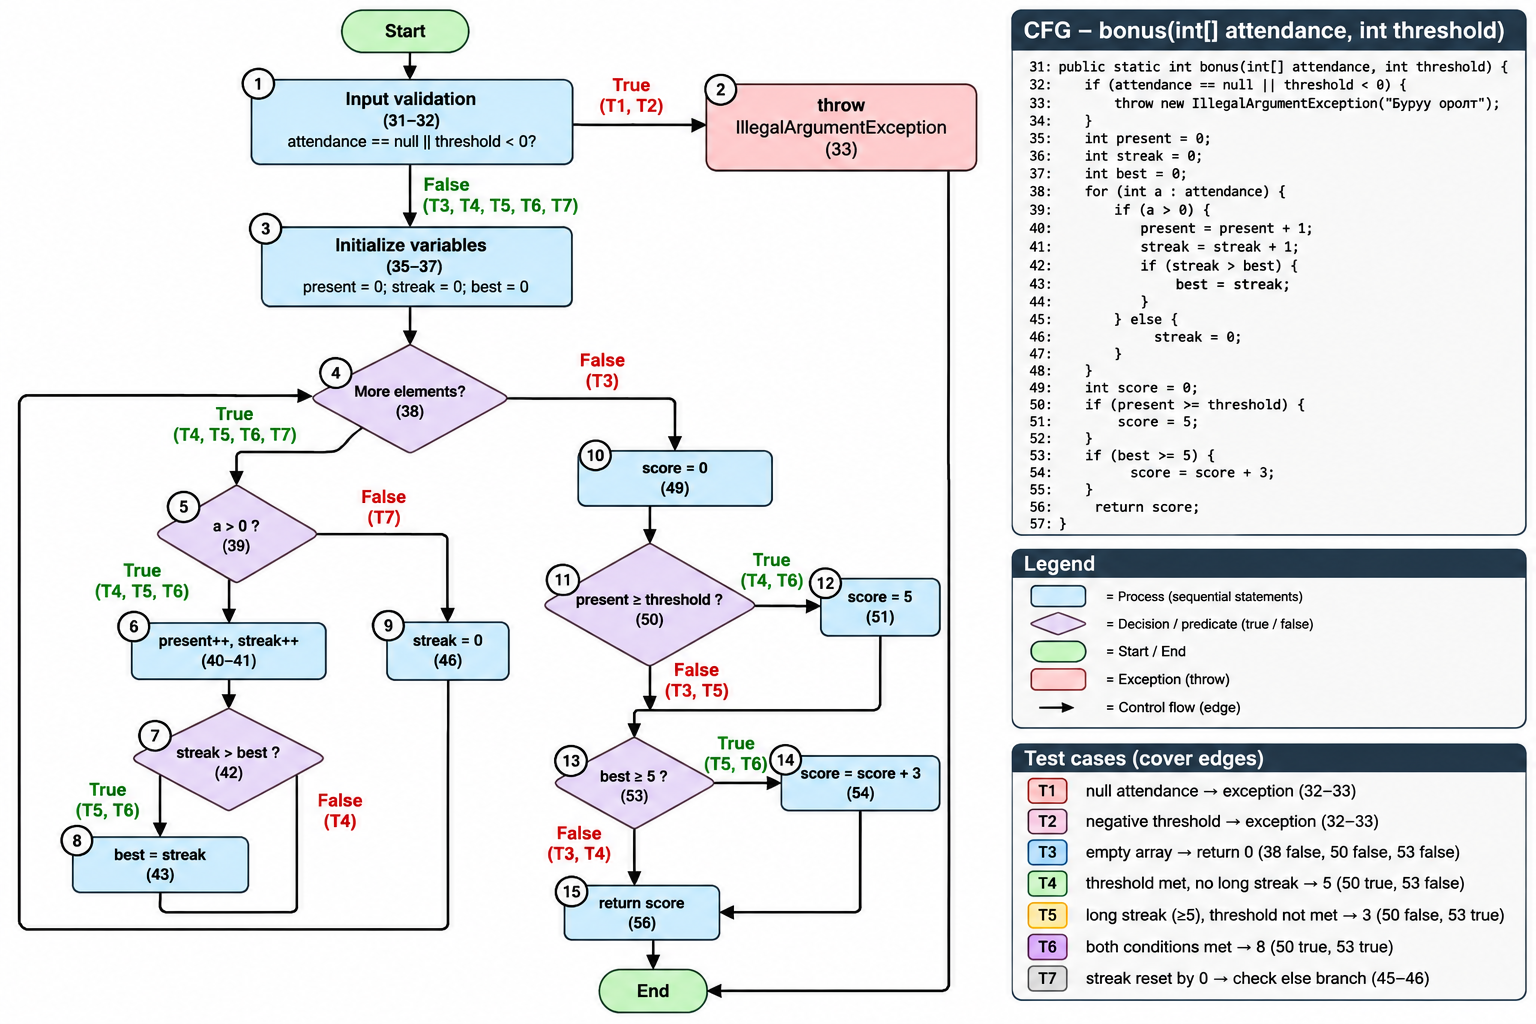 Start
1
Input validation
(31–32)
attendance == null || threshold < 0?
True
(T1, T2)
2
throw
IllegalArgumentException
(33)
False
(T3, T4, T5, T6, T7)
3
Initialize variables
(35–37)
present = 0; streak = 0; best = 0
4
More elements?
(38)
False
(T3)
True
(T4, T5, T6, T7)
5
a > 0 ?
(39)
False
(T7)
True
(T4, T5, T6)
6
present++, streak++
(40–41)
9
streak = 0
(46)
7
streak > best ?
(42)
True
(T5, T6)
False
(T4)
8
best = streak
(43)
10
score = 0
(49)
11
present ≥ threshold ?
(50)
True
(T4, T6)
12
score = 5
(51)
False
(T3, T5)
13
best ≥ 5 ?
(53)
True
(T5, T6)
14
score = score + 3
(54)
False
(T3, T4)
15
return score
(56)
End
CFG – bonus(int[] attendance, int threshold)
31: public static int bonus(int[] attendance, int threshold) {
32: if (attendance == null || threshold < 0) {
33: throw new IllegalArgumentException("Буруу оролт");
34: }
35: int present = 0;
36: int streak = 0;
37: int best = 0;
38: for (int a : attendance) {
39: if (a > 0) {
40: present = present + 1;
41: streak = streak + 1;
42: if (streak > best) {
43: best = streak;
44: }
45: } else {
46: streak = 0;
47: }
48: }
49: int score = 0;
50: if (present >= threshold) {
51: score = 5;
52: }
53: if (best >= 5) {
54: score = score + 3;
55: }
56: return score;
57: }
Legend
= Process (sequential statements)
= Decision / predicate (true / false)
= Start / End
= Exception (throw)
= Control flow (edge)
Test cases (cover edges)
T1 null attendance → exception (32–33)
T2 negative threshold → exception (32–33)
T3 empty array → return 0 (38 false, 50 false, 53 false)
T4 threshold met, no long streak → 5 (50 true, 53 false)
T5 long streak (≥5), threshold not met → 3 (50 false, 53 true)
T6 both conditions met → 8 (50 true, 53 true)
T7 streak reset by 0 → check else branch (45–46)